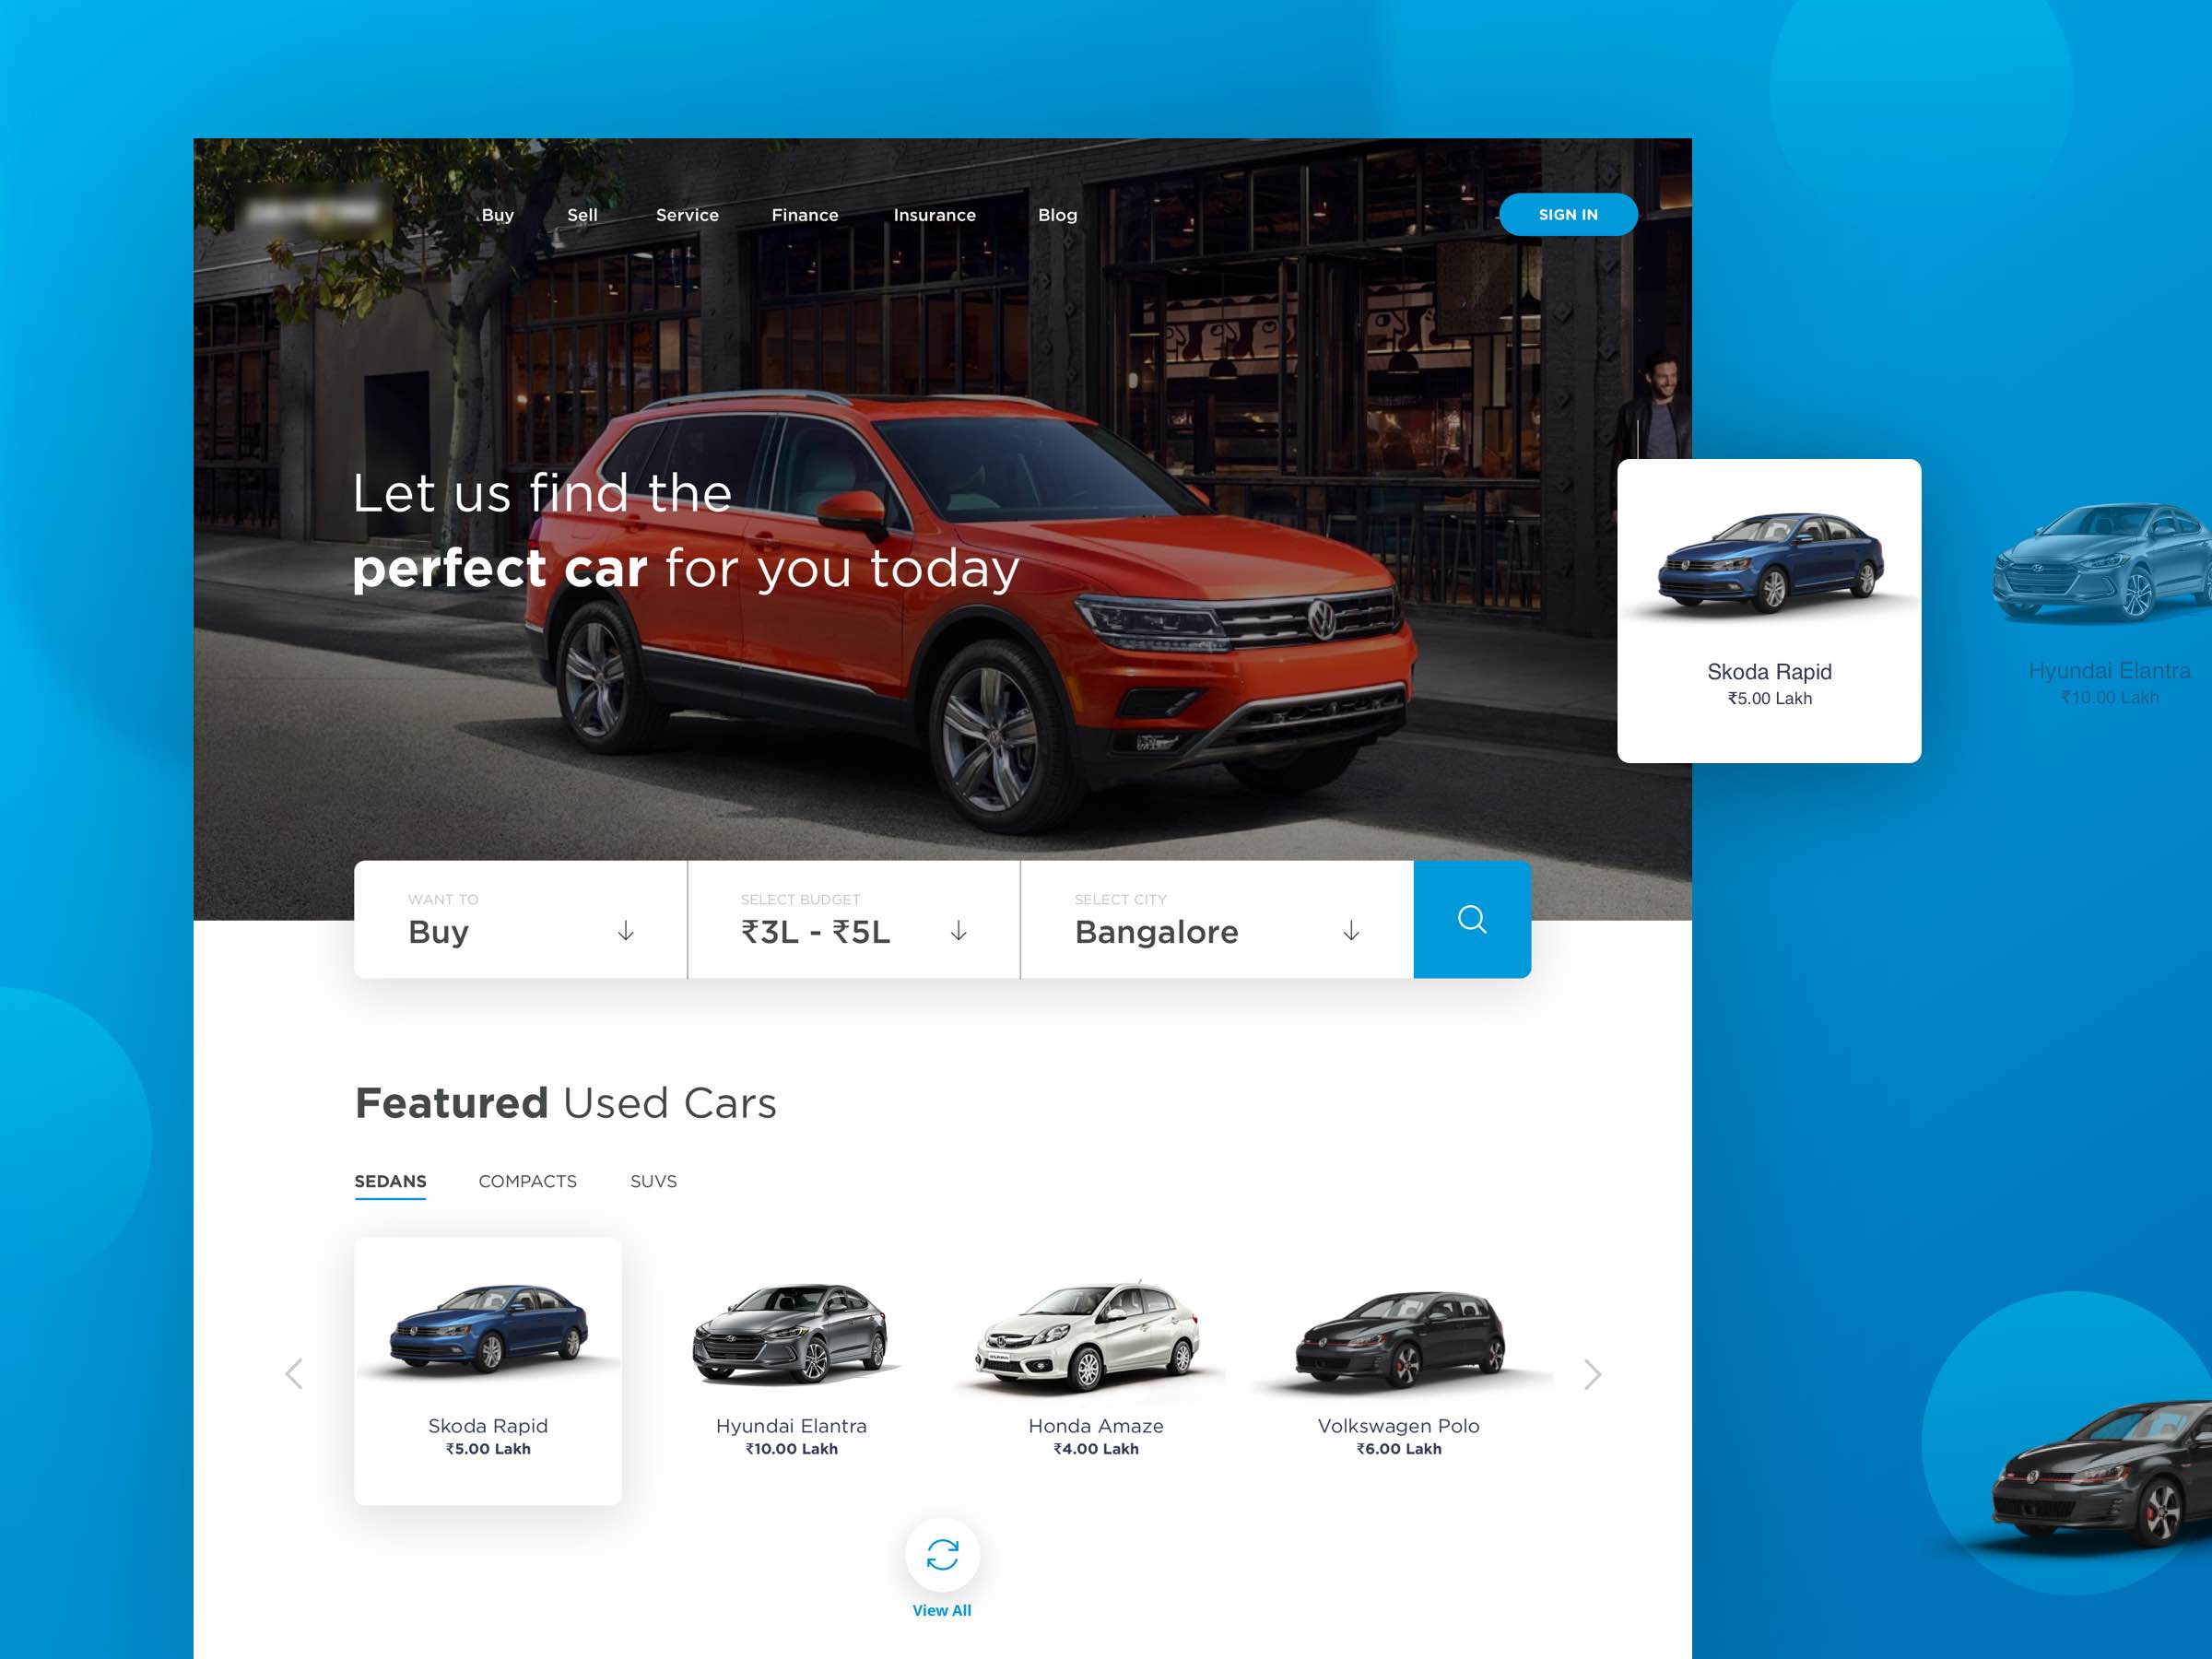 Buy Sell Service Finance Insurance Blog SIGN IN
Let us find the
perfect car for you today
Skoda Rapid
₹5.00 Lakh
Hyundai Elantra
₹10.00 Lakh
WANT TO
Buy
SELECT BUDGET
₹3L - ₹5L
SELECT CITY
Bangalore
Featured Used Cars
SEDANS COMPACTS SUVS
Skoda Rapid
₹5.00 Lakh
Hyundai Elantra
₹10.00 Lakh
Honda Amaze
₹4.00 Lakh
Volkswagen Polo
₹6.00 Lakh
View All